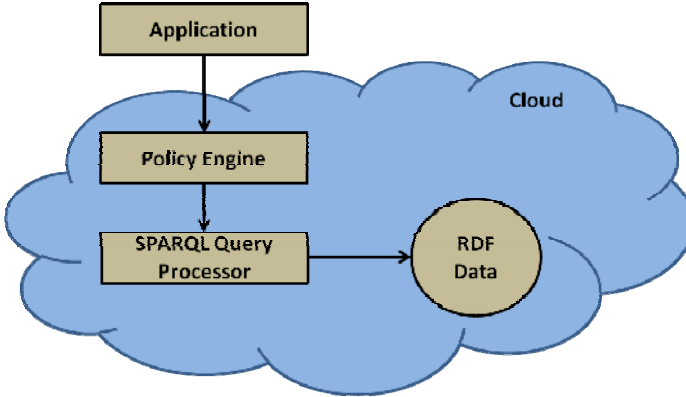 Application
Cloud
Policy Engine
SPARQL Query
Processor
RDF
Data